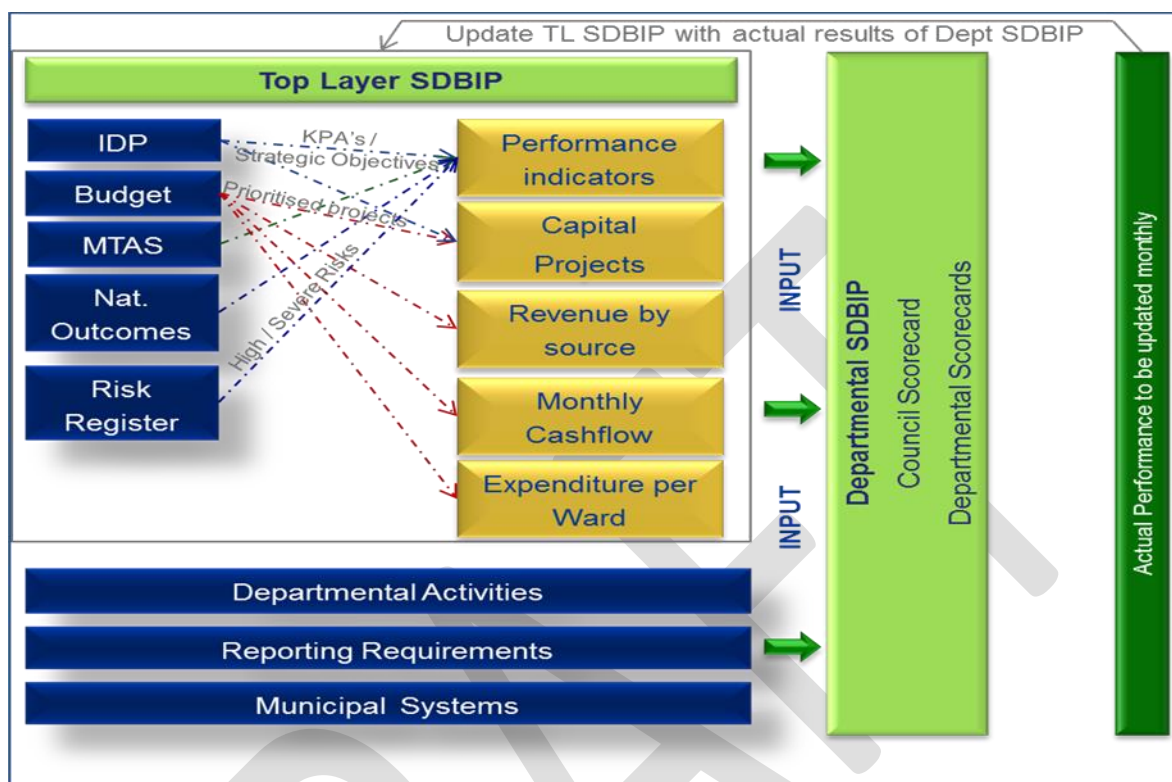 Update TL SDBIP with actual results of Dept SDBIP
Top Layer SDBIP
IDP
Budget
MTAS
Nat.
Outcomes
Risk
Register
KPA's /
Strategic Objectives
Prioritised projects
High / Severe Risks
Performance
indicators
Capital
Projects
Revenue by
source
Monthly
Cashflow
Expenditure per
Ward
INPUT
INPUT
Departmental SDBIP
Council Scorecard
Departmental Scorecards
Actual Performance to be updated monthly
Departmental Activities
Reporting Requirements
Municipal Systems
DRAFT